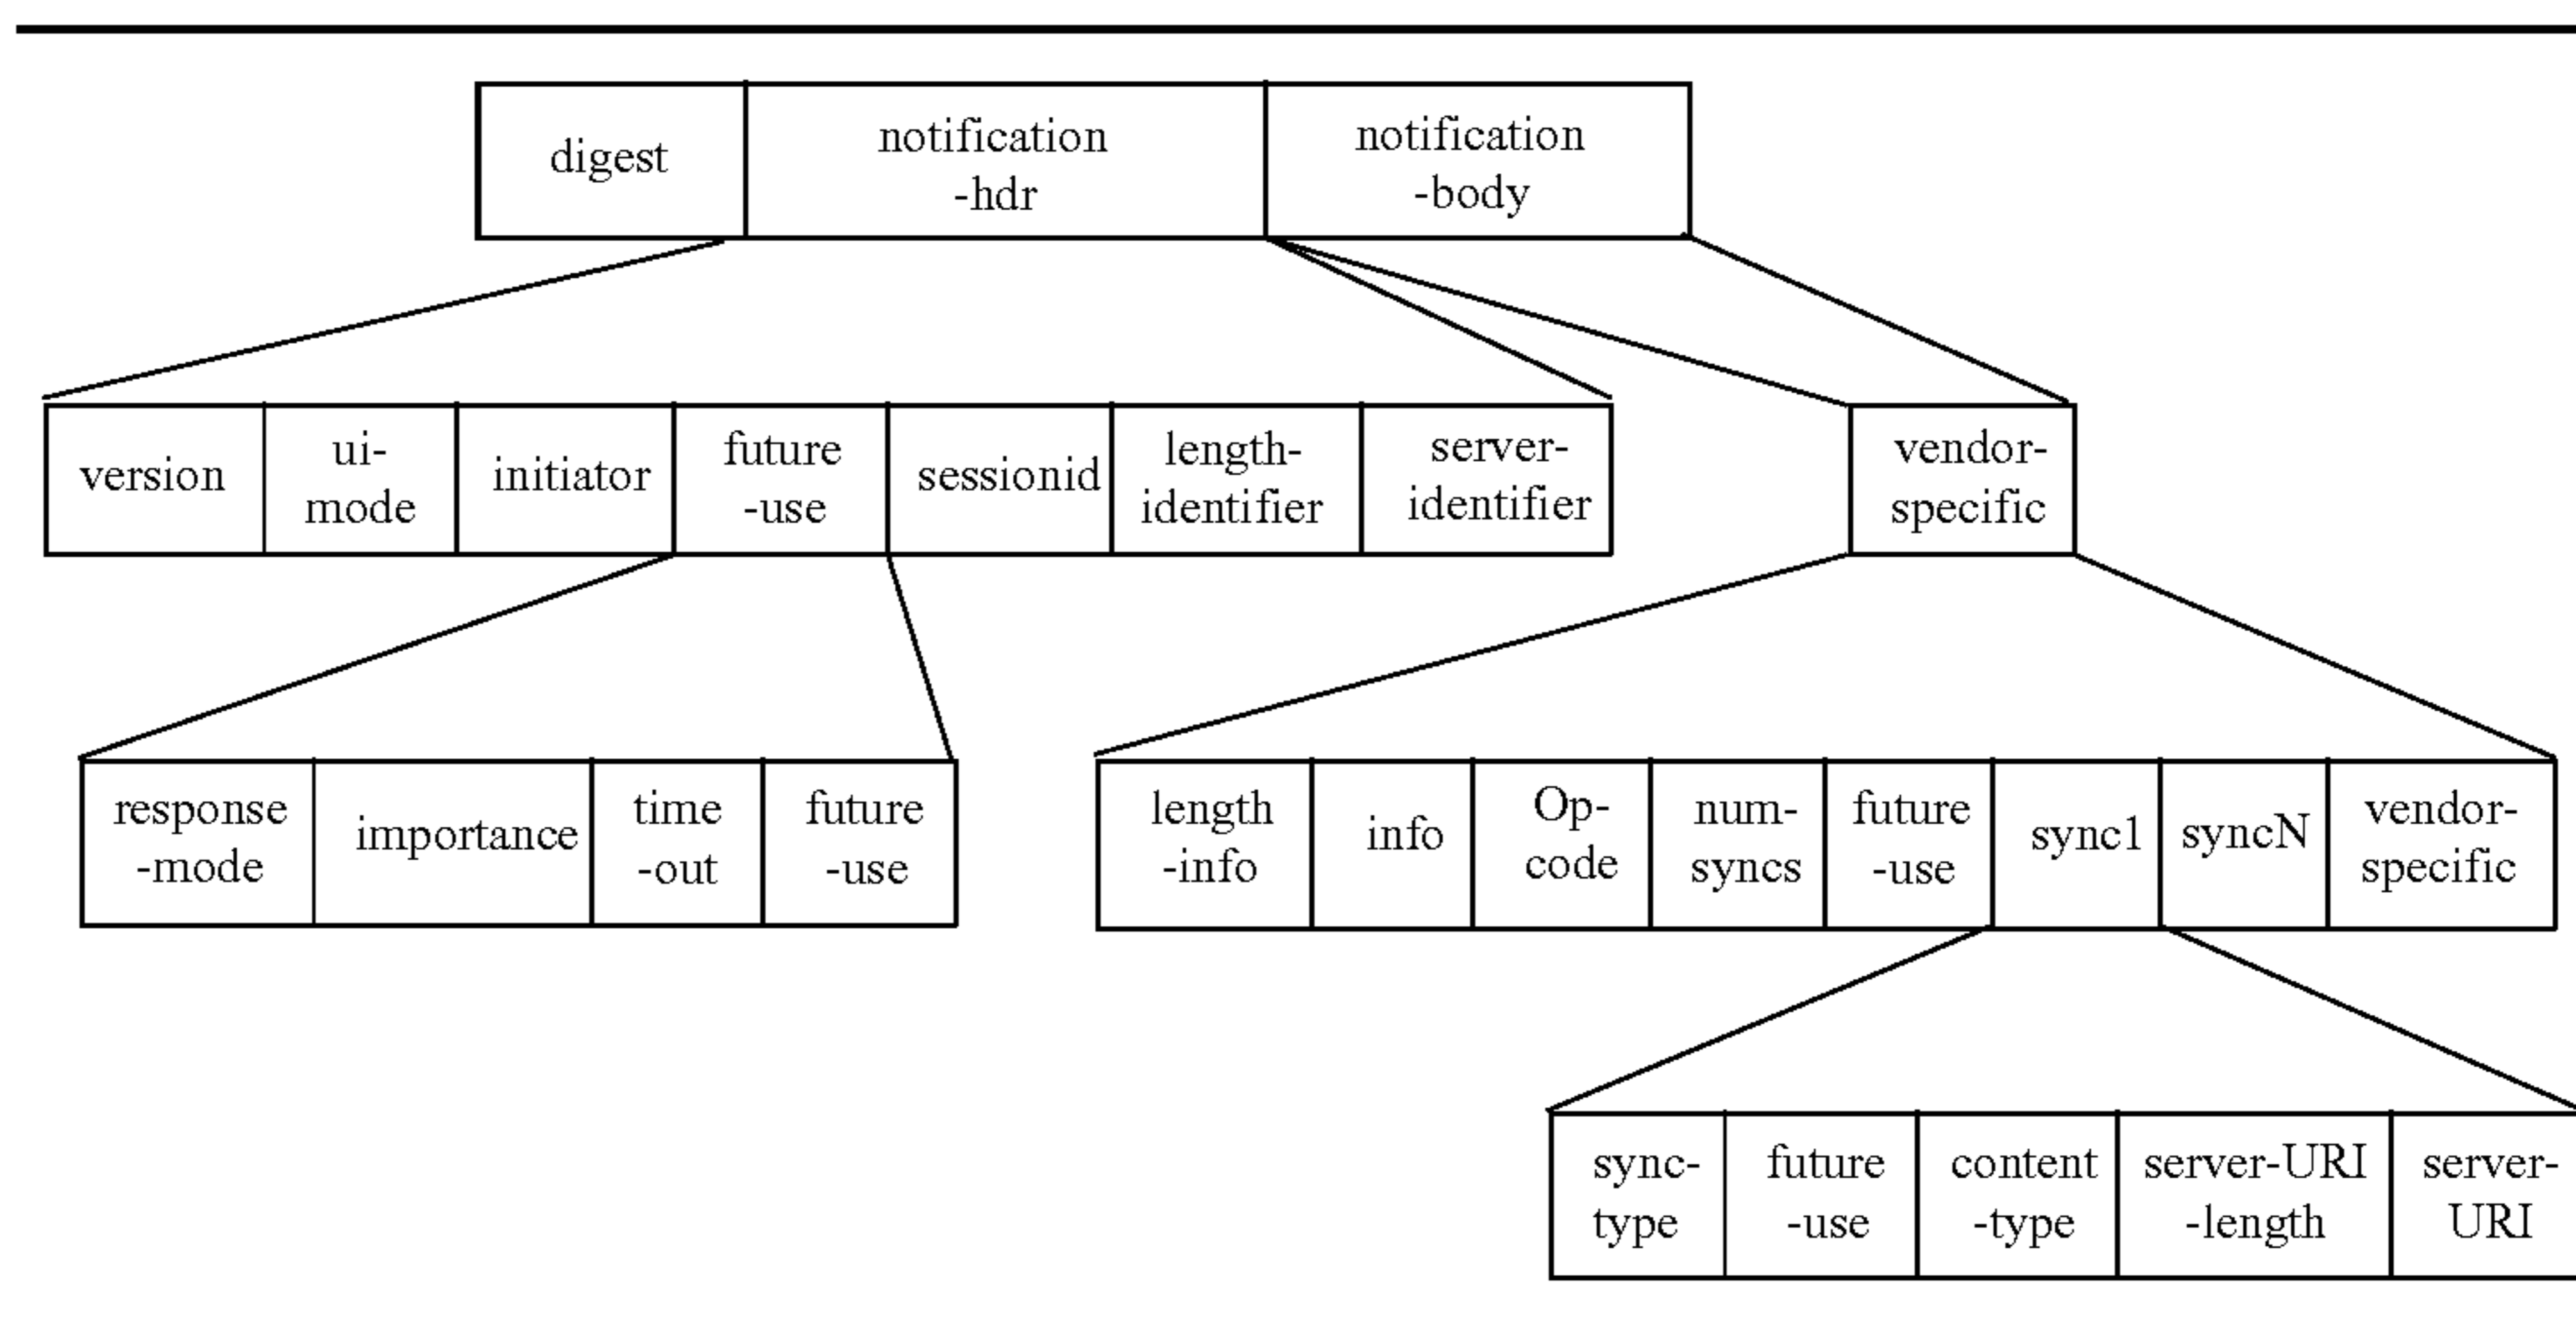 digest
notification
-hdr
notification
-body
version
ui-
mode
initiator
future
-use
sessionid
length-
identifier
server-
identifier
vendor-
specific
response
-mode
importance
time
-out
future
-use
length
-info
info
Op-
code
num-
syncs
future
-use
sync1
syncN
vendor-
specific
sync-
type
future
-use
content
-type
server-URI
-length
server-
URI